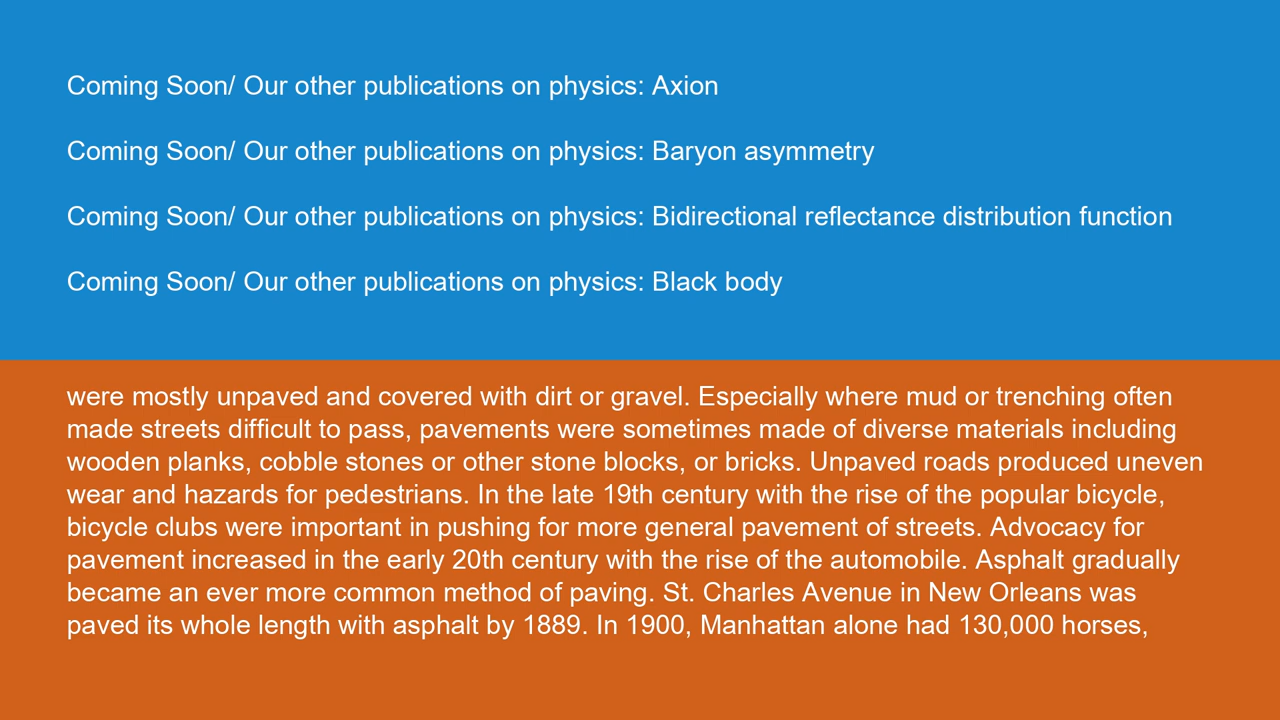 Coming Soon/ Our other publications on physics: Axion
Coming Soon/ Our other publications on physics: Baryon asymmetry
Coming Soon/ Our other publications on physics: Bidirectional reflectance distribution function
Coming Soon/ Our other publications on physics: Black body
were mostly unpaved and covered with dirt or gravel. Especially where mud or trenching often
made streets difficult to pass, pavements were sometimes made of diverse materials including
wooden planks, cobble stones or other stone blocks, or bricks. Unpaved roads produced uneven
wear and hazards for pedestrians. In the late 19th century with the rise of the popular bicycle,
bicycle clubs were important in pushing for more general pavement of streets. Advocacy for
pavement increased in the early 20th century with the rise of the automobile. Asphalt gradually
became an ever more common method of paving. St. Charles Avenue in New Orleans was
paved its whole length with asphalt by 1889. In 1900, Manhattan alone had 130,000 horses,